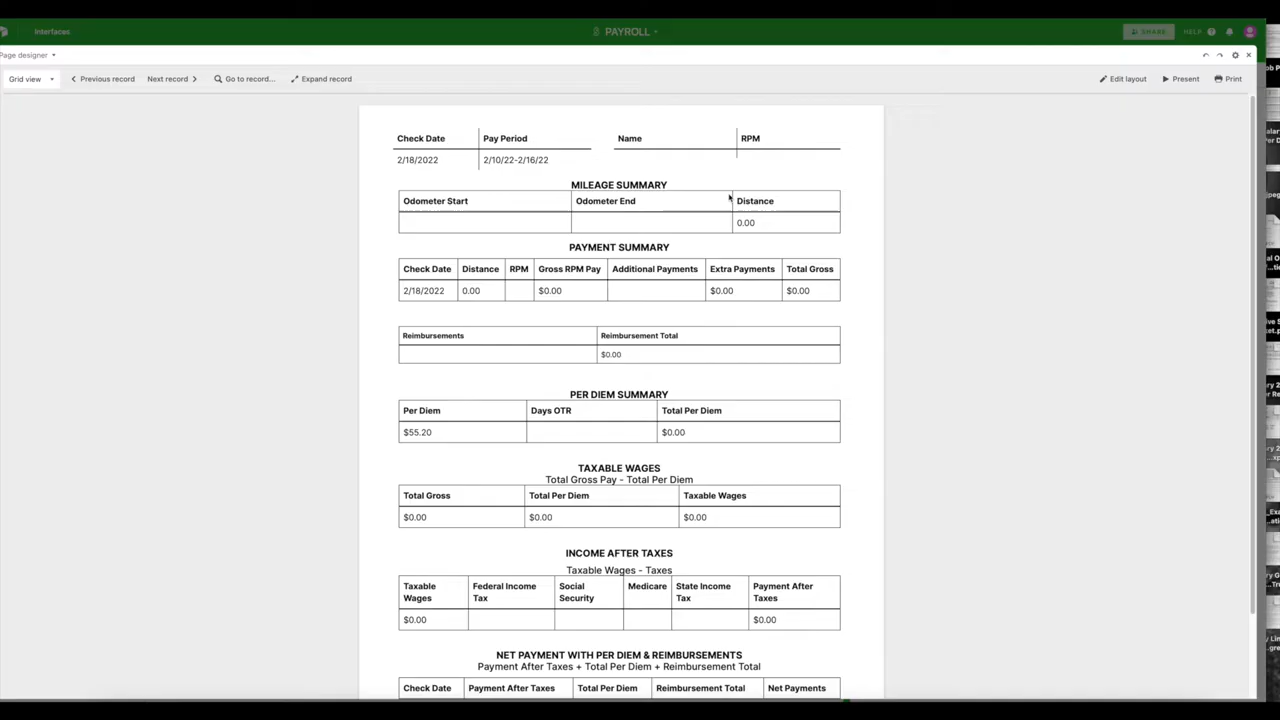 Interfaces
PAYROLL
SHARE
HELP
Page designer
Grid view
Previous record
Next record
Go to record...
Expand record
Edit layout
Present
Print
Check Date Pay Period Name RPM
2/18/2022 2/10/22-2/16/22
MILEAGE SUMMARY
Odometer Start Odometer End Distance
0.00
PAYMENT SUMMARY
Check Date Distance RPM Gross RPM Pay Additional Payments Extra Payments Total Gross
2/18/2022 0.00 $0.00 $0.00 $0.00
Reimbursements Reimbursement Total
$0.00
PER DIEM SUMMARY
Per Diem Days OTR Total Per Diem
$55.20 $0.00
TAXABLE WAGES
Total Gross Pay - Total Per Diem
Total Gross Total Per Diem Taxable Wages
$0.00 $0.00 $0.00
INCOME AFTER TAXES
Taxable Wages - Taxes
Taxable Wages Federal Income Tax Social Security Medicare State Income Tax Payment After Taxes
$0.00 $0.00
NET PAYMENT WITH PER DIEM & REIMBURSEMENTS
Payment After Taxes + Total Per Diem + Reimbursement Total
Check Date Payment After Taxes Total Per Diem Reimbursement Total Net Payments